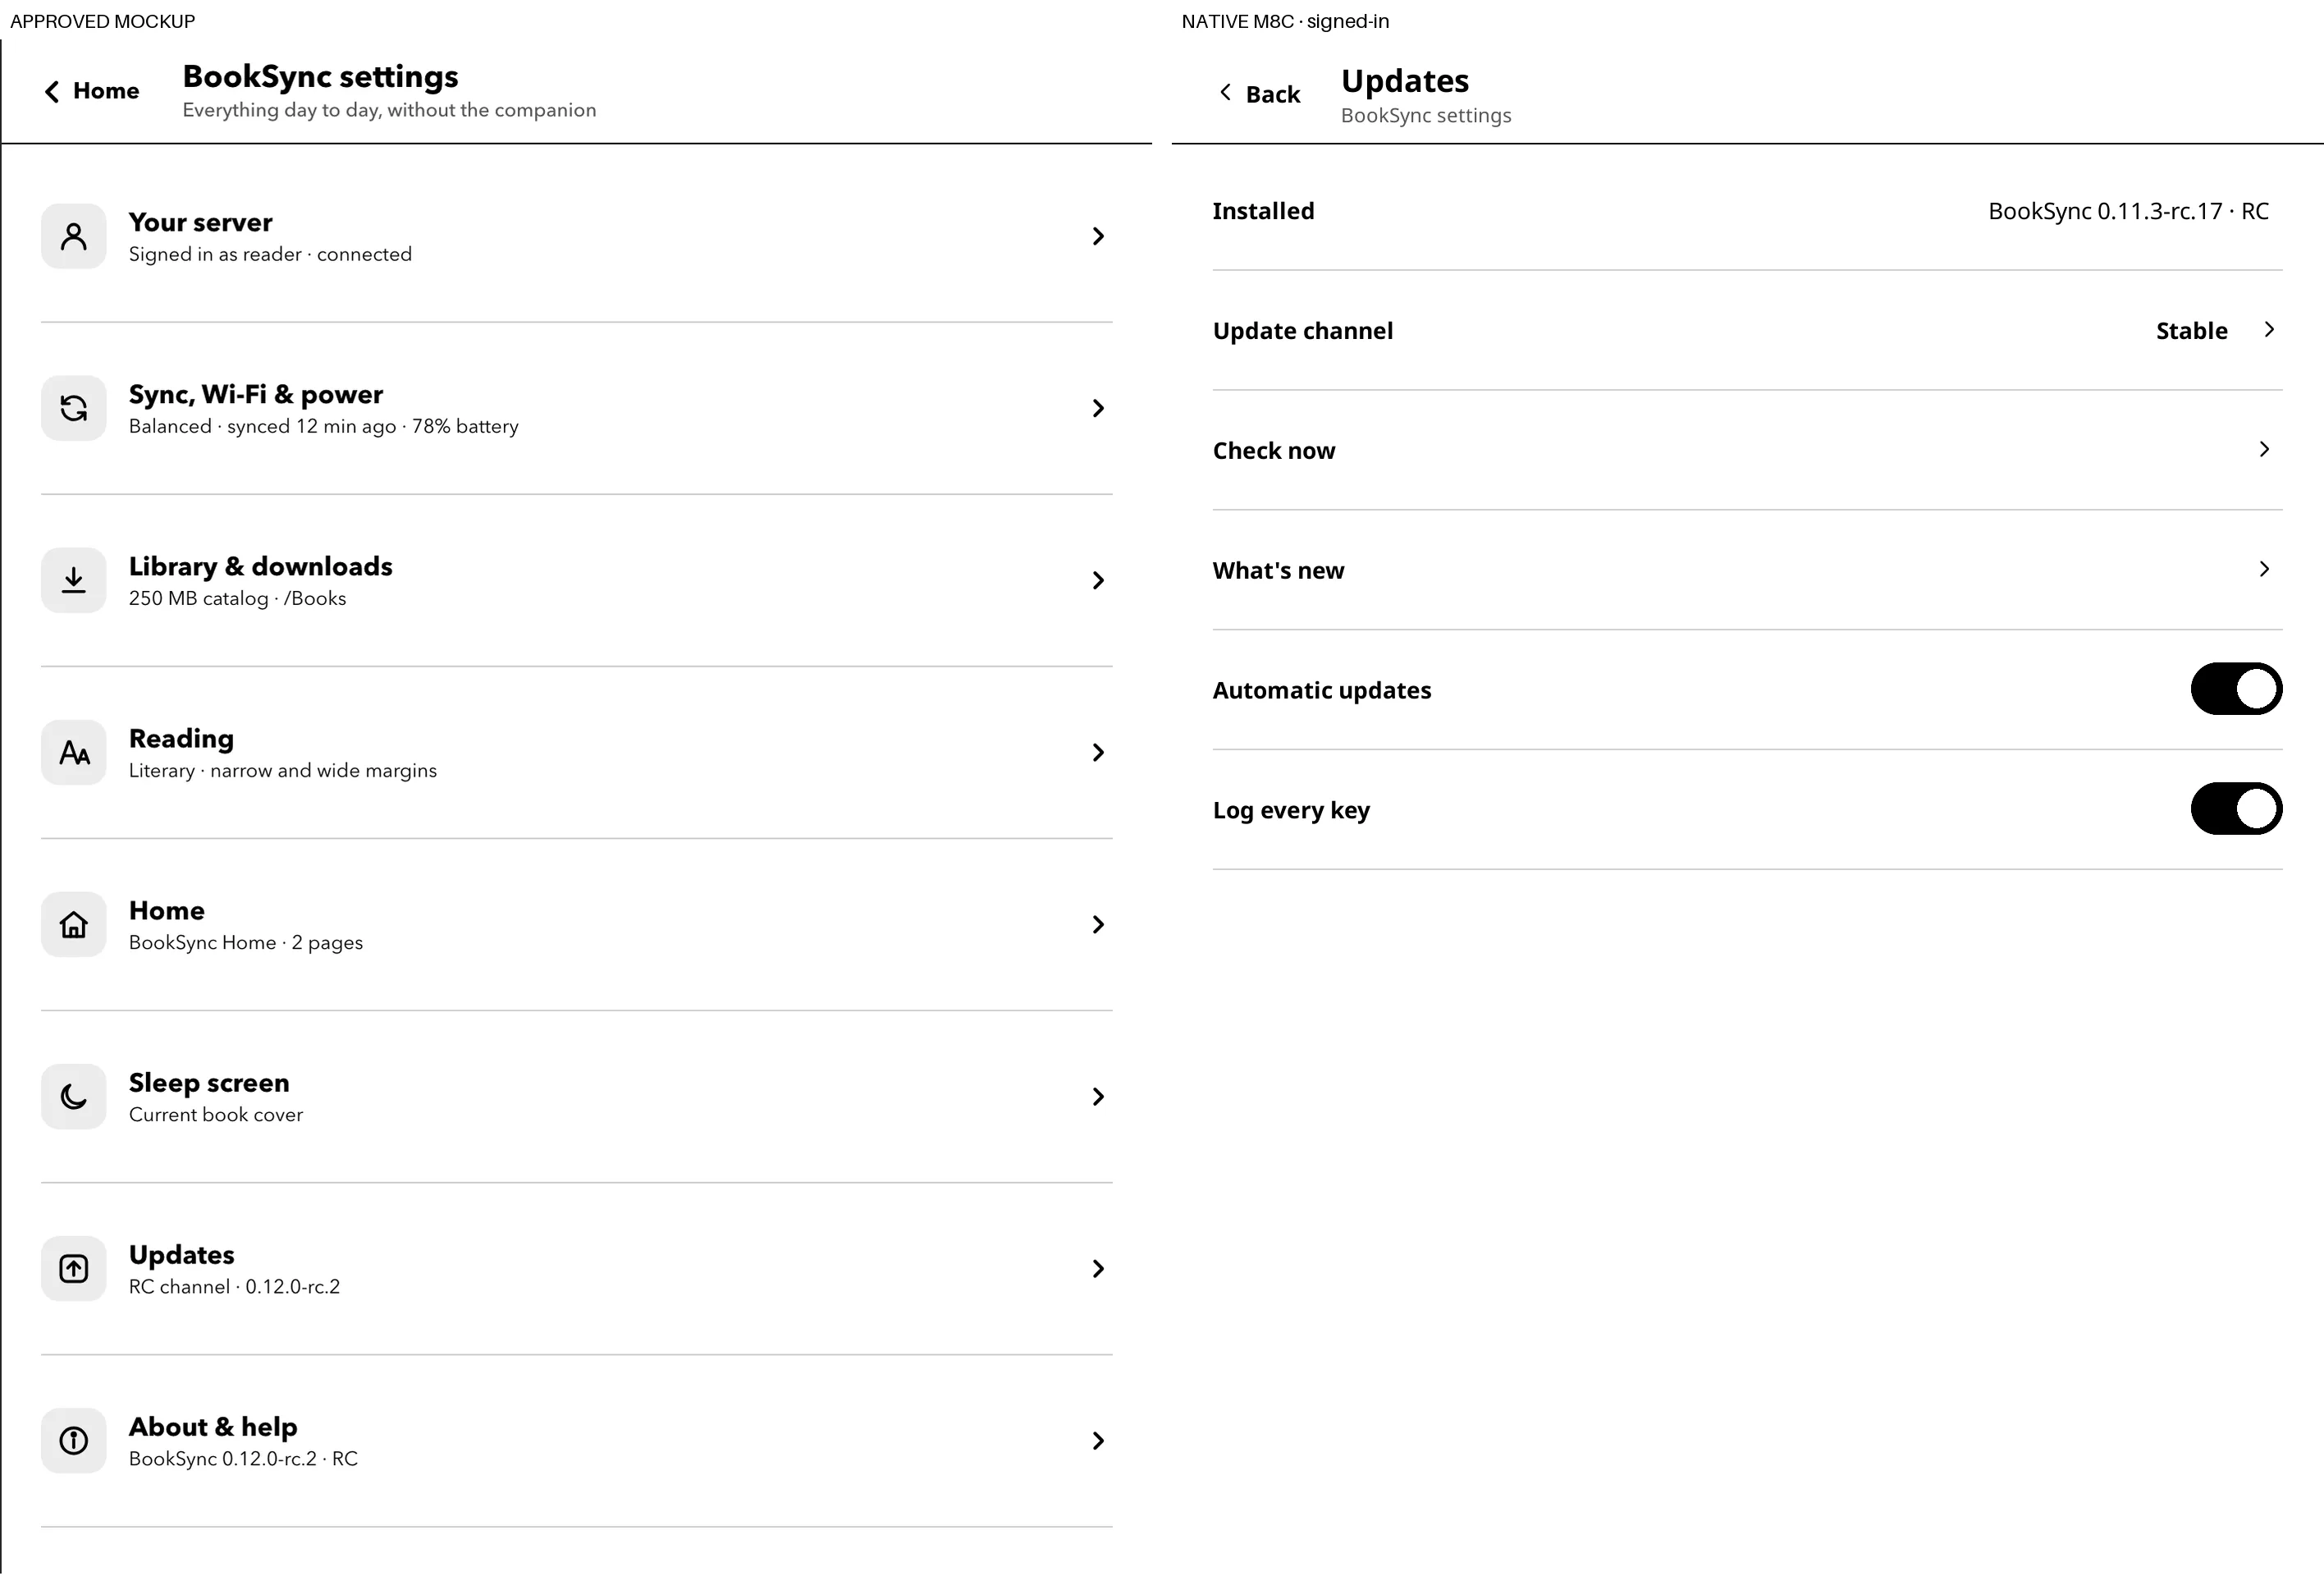 APPROVED MOCKUP
Home
BookSync settings
Everything day to day, without the companion
Your server
Signed in as reader · connected
Sync, Wi-Fi & power
Balanced · synced 12 min ago · 78% battery
Library & downloads
250 MB catalog · /Books
Reading
Literary · narrow and wide margins
Home
BookSync Home · 2 pages
Sleep screen
Current book cover
Updates
RC channel · 0.12.0-rc.2
About & help
BookSync 0.12.0-rc.2 · RC
NATIVE M8C · signed-in
Back
Updates
BookSync settings
Installed
BookSync 0.11.3-rc.17 · RC
Update channel
Stable
Check now
What's new
Automatic updates
Log every key